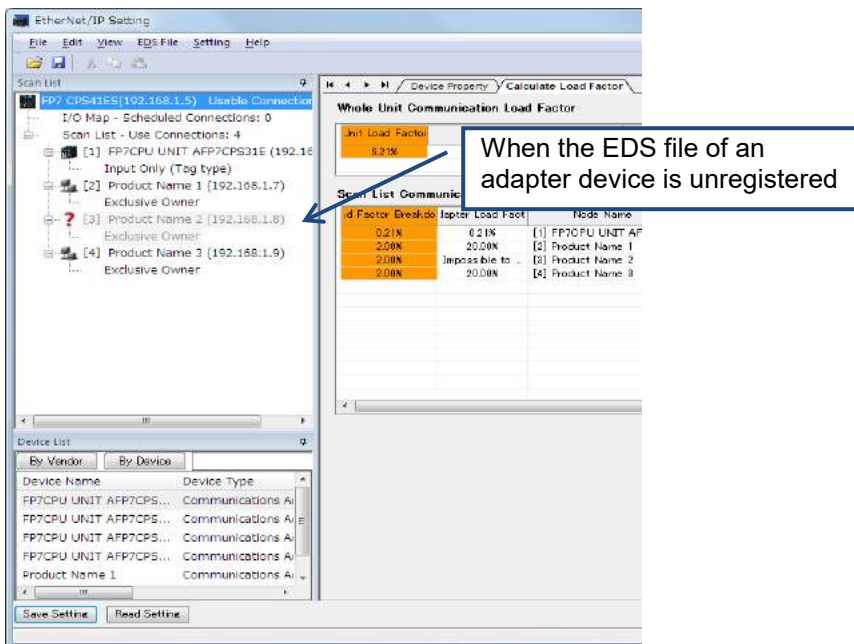 EtherNet/IP Setting
File Edit View EDS File Setting Help
Scan List
FP7 CPS41ES(192.168.1.5) Usable Connection
I/O Map - Scheduled Connections: 0
Scan List - Use Connections: 4
[1] FP7CPU UNIT AFP7CPS31E (192.16
Input Only (Tag type)
[2] Product Name 1 (192.168.1.7)
Exclusive Owner
? [3] Product Name 2 (192.168.1.8)
Exclusive Owner
[4] Product Name 3 (192.168.1.9)
Exclusive Owner
Device Property Calculate Load Factor
Whole Unit Communication Load Factor
Unit Load Factor
6.21%
When the EDS file of an
adapter device is unregistered
Scan List Communic
d Factor Breakdo dapter Load Fact Node Name
0.21% 0.21% [1] FP7CPU UNIT AF
2.00% 20.00% [2] Product Name 1
2.00% Impossible to ... [3] Product Name 2
2.00% 20.00% [4] Product Name 3
Device List
By Vendor By Device
Device Name Device Type
FP7CPU UNIT AFP7CPS... Communications A
FP7CPU UNIT AFP7CPS... Communications A
FP7CPU UNIT AFP7CPS... Communications A
FP7CPU UNIT AFP7CPS... Communications A
Product Name 1 Communications A
Save Setting Read Setting